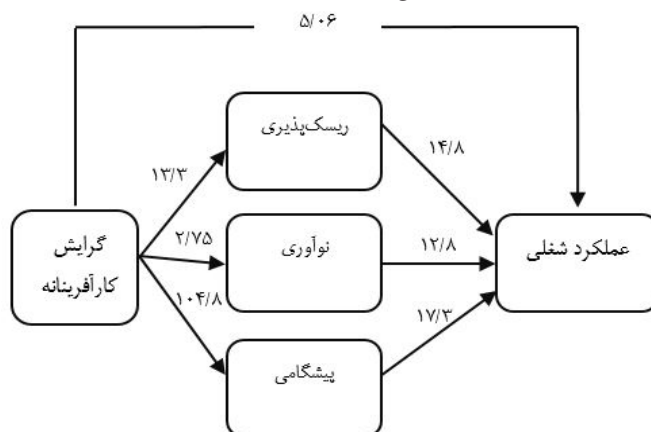 ۵/۰۶
ریسک‌پذیری
۱۴/۸
۱۳/۳
گرایش
کارآفرینانه
۲/۷۵
نوآوری
۱۲/۸
عملکرد شغلی
۱۰۴/۸
۱۷/۳
پیشگامی